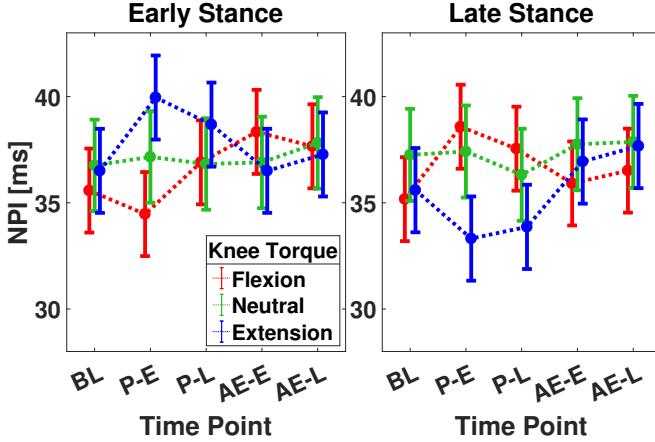 Early Stance
Late Stance
NPI [ms]
40
35
30
Knee Torque
Flexion
Neutral
Extension
BL
P-E
P-L
AE-E
AE-L
Time Point
40
35
30
BL
P-E
P-L
AE-E
AE-L
Time Point